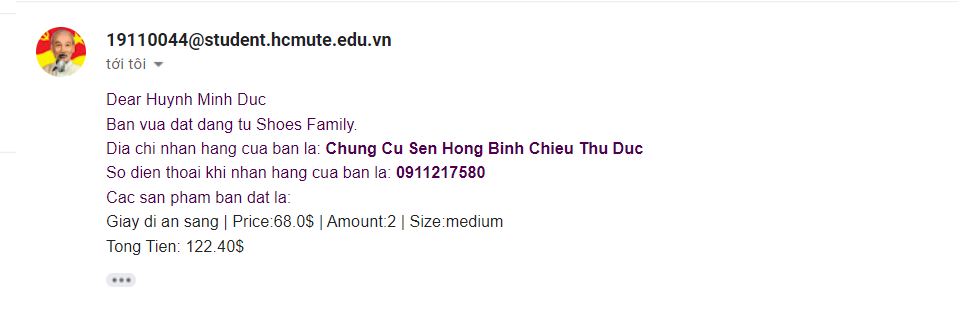 19110044@student.hcmute.edu.vn
tới tôi
Dear Huynh Minh Duc
Ban vua dat dang tu Shoes Family.
Dia chi nhan hang cua ban la: Chung Cu Sen Hong Binh Chieu Thu Duc
So dien thoai khi nhan hang cua ban la: 0911217580
Cac san pham ban dat la:
Giay di an sang | Price:68.0$ | Amount:2 | Size:medium
Tong Tien: 122.40$